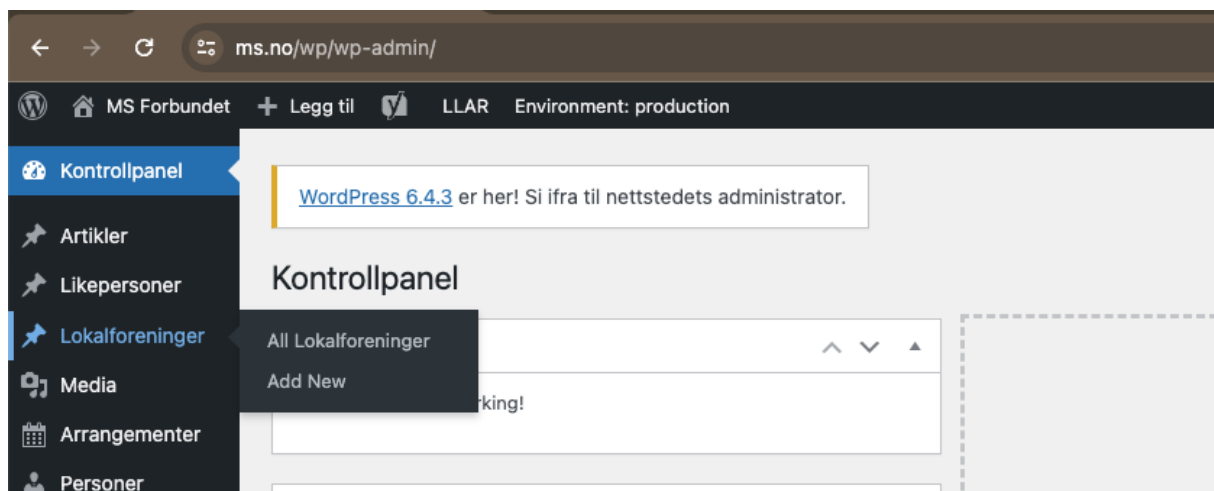 ms.no/wp/wp-admin/
MS Forbundet + Legg til LLAR Environment: production
Kontrollpanel
WordPress 6.4.3 er her! Si ifra til nettstedets administrator.
Artikler
Likepersoner
Kontrollpanel
Lokalforeninger
All Lokalforeninger
Add New
rking!
Media
Arrangementer
Personer